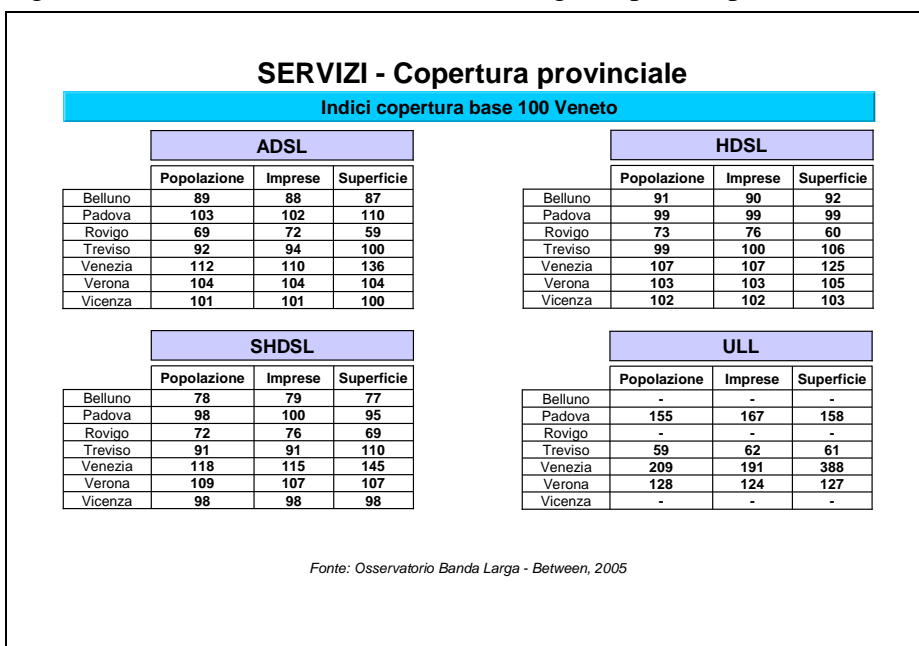 SERVIZI - Copertura provinciale
Indici copertura base 100 Veneto
ADSL
Popolazione Imprese Superficie
Belluno 89 88 87
Padova 103 102 110
Rovigo 69 72 59
Treviso 92 94 100
Venezia 112 110 136
Verona 104 104 104
Vicenza 101 101 100
HDSL
Popolazione Imprese Superficie
Belluno 91 90 92
Padova 99 99 99
Rovigo 73 76 60
Treviso 99 100 106
Venezia 107 107 125
Verona 103 103 105
Vicenza 102 102 103
SHDSL
Popolazione Imprese Superficie
Belluno 78 79 77
Padova 98 100 95
Rovigo 72 76 69
Treviso 91 91 110
Venezia 118 115 145
Verona 109 107 107
Vicenza 98 98 98
ULL
Popolazione Imprese Superficie
Belluno - - -
Padova 155 167 158
Rovigo - - -
Treviso 59 62 61
Venezia 209 191 388
Verona 128 124 127
Vicenza - - -
Fonte: Osservatorio Banda Larga - Between, 2005